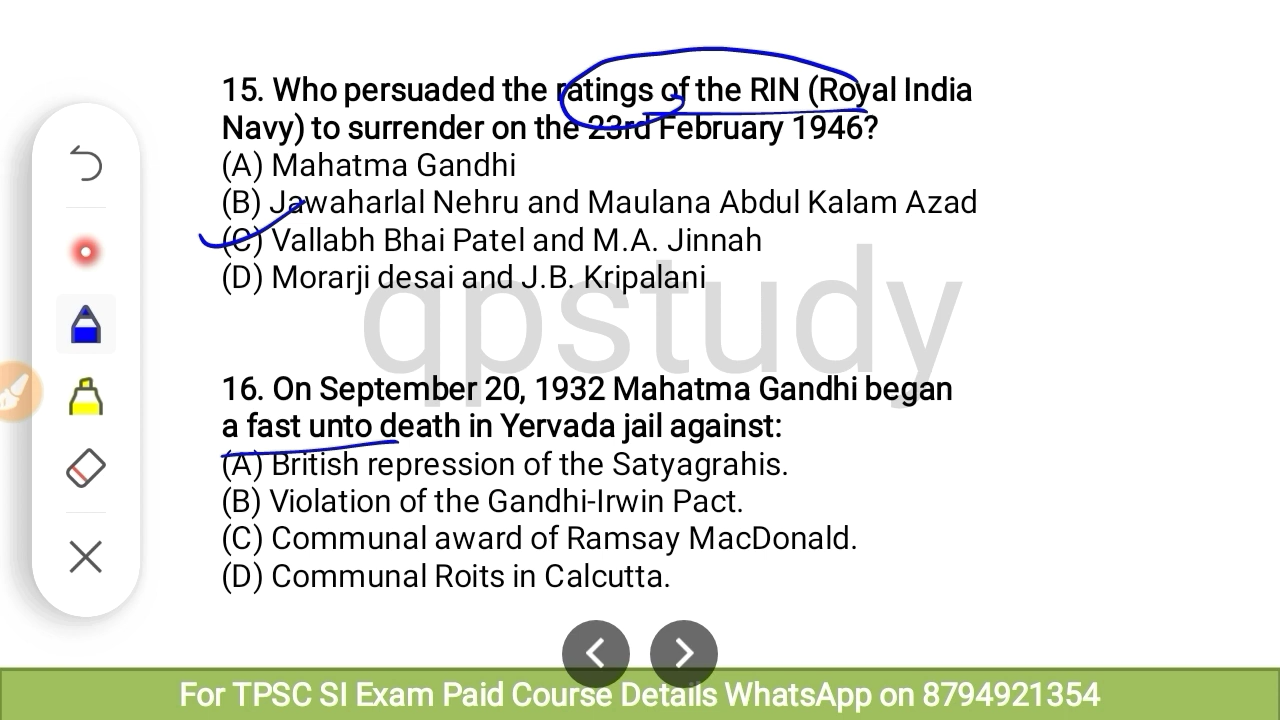 15. Who persuaded the ratings of the RIN (Royal India
Navy) to surrender on the 23rd February 1946?
(A) Mahatma Gandhi
(B) Jawaharlal Nehru and Maulana Abdul Kalam Azad
(C) Vallabh Bhai Patel and M.A. Jinnah
(D) Morarji desai and J.B. Kripalani
qpstudy
16. On September 20, 1932 Mahatma Gandhi began
a fast unto death in Yervada jail against:
(A) British repression of the Satyagrahis.
(B) Violation of the Gandhi-Irwin Pact.
(C) Communal award of Ramsay MacDonald.
(D) Communal Roits in Calcutta.
For TPSC SI Exam Paid Course Details WhatsApp on 8794921354